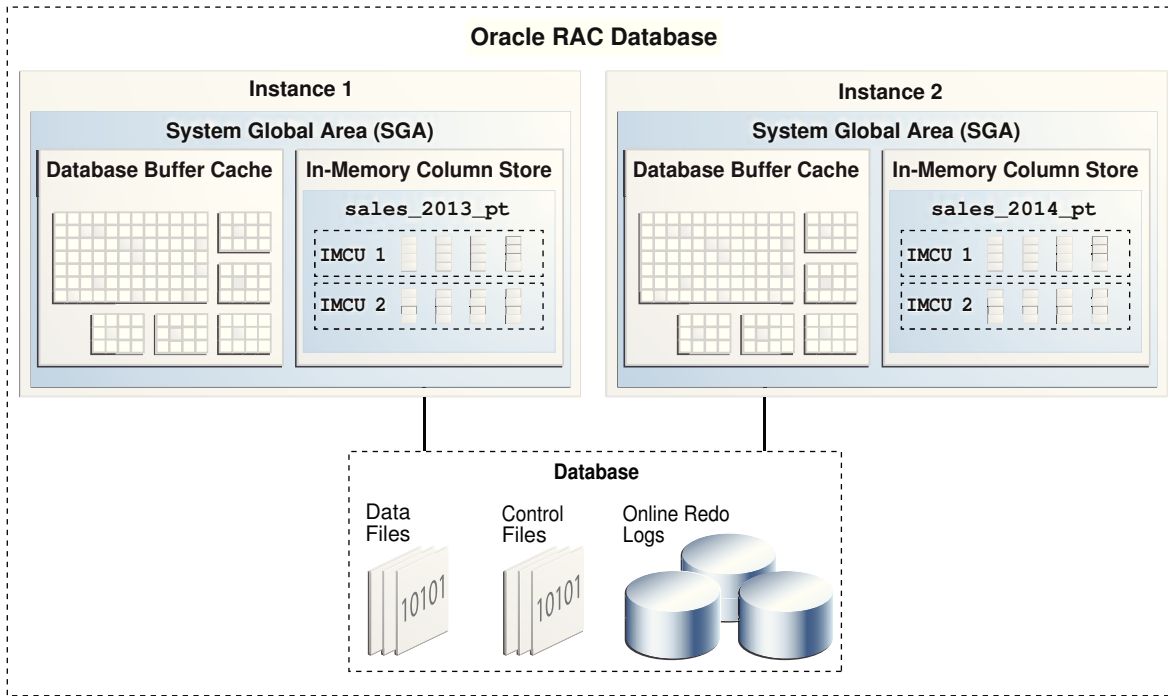 Oracle RAC Database
Instance 1
System Global Area (SGA)
Database Buffer Cache
In-Memory Column Store
sales_2013_pt
IMCU 1
IMCU 2
Instance 2
System Global Area (SGA)
Database Buffer Cache
In-Memory Column Store
sales_2014_pt
IMCU 1
IMCU 2
Database
Data
Files
10101
Control
Files
10101
Online Redo
Logs